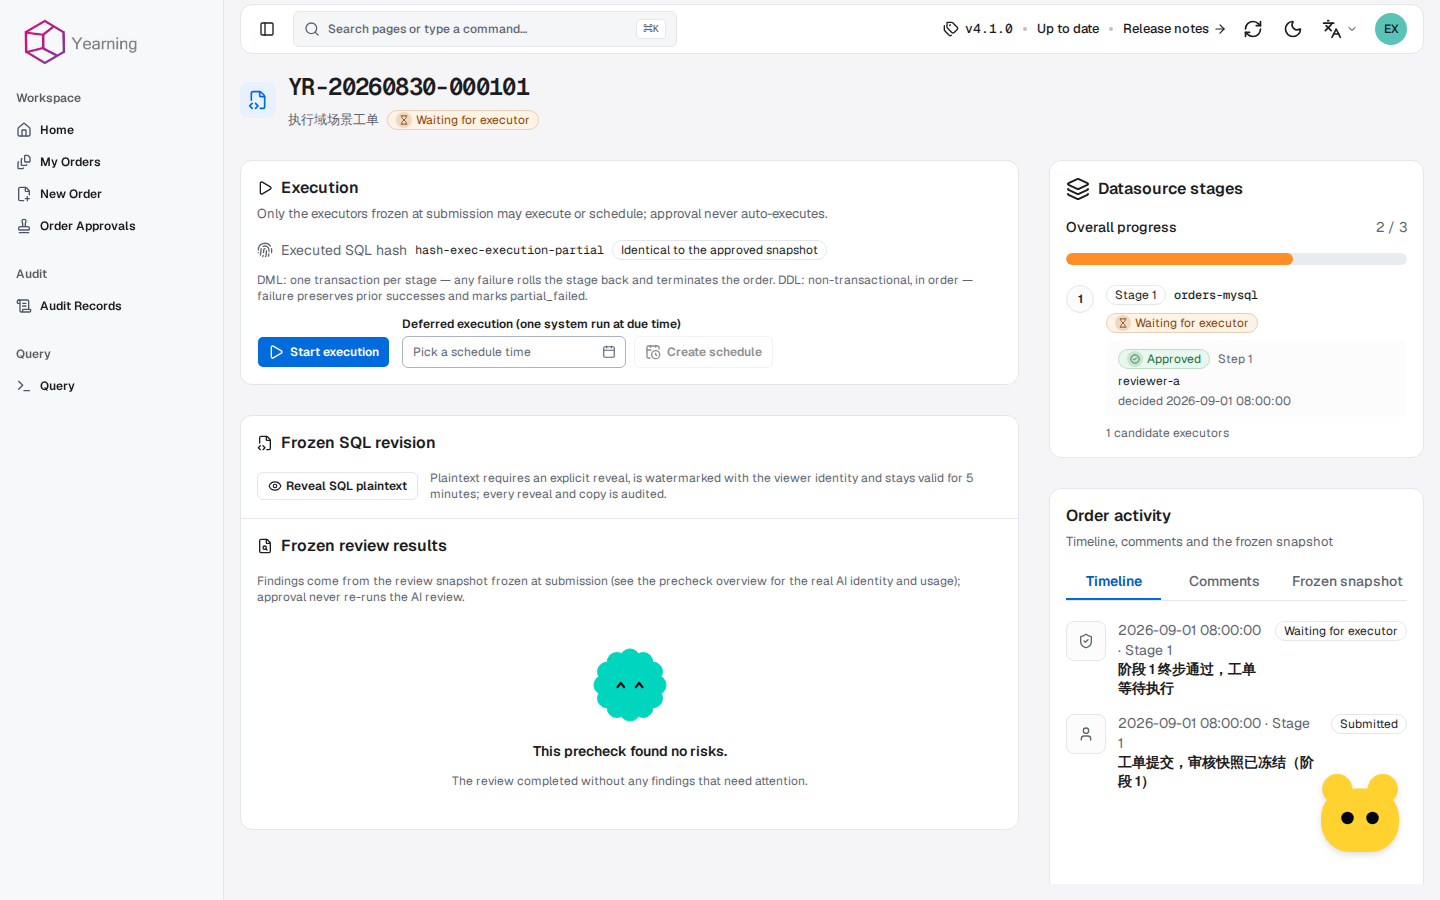 Yearning
Workspace
Home
My Orders
New Order
Order Approvals
Audit
Audit Records
Query
Query
Search pages or type a command...
⌘K
v4.1.0
Up to date
Release notes
EX
YR-20260830-000101
执行域场景工单
Waiting for executor
Execution
Only the executors frozen at submission may execute or schedule; approval never auto-executes.
Executed SQL hash hash-exec-execution-partial Identical to the approved snapshot
DML: one transaction per stage — any failure rolls the stage back and terminates the order. DDL: non-transactional, in order —
failure preserves prior successes and marks partial_failed.
Deferred execution (one system run at due time)
Start execution
Pick a schedule time
Create schedule
Frozen SQL revision
Reveal SQL plaintext
Plaintext requires an explicit reveal, is watermarked with the viewer identity and stays valid for 5
minutes; every reveal and copy is audited.
Frozen review results
Findings come from the review snapshot frozen at submission (see the precheck overview for the real AI identity and usage);
approval never re-runs the AI review.
This precheck found no risks.
The review completed without any findings that need attention.
Datasource stages
Overall progress
2 / 3
1
Stage 1 orders-mysql
Waiting for executor
Approved Step 1
reviewer-a
decided 2026-09-01 08:00:00
1 candidate executors
Order activity
Timeline, comments and the frozen snapshot
Timeline
Comments
Frozen snapshot
2026-09-01 08:00:00
· Stage 1
Waiting for executor
阶段 1 终步通过，工单
等待执行
2026-09-01 08:00:00 · Stage
1
Submitted
工单提交，审核快照已冻结（阶
段 1）